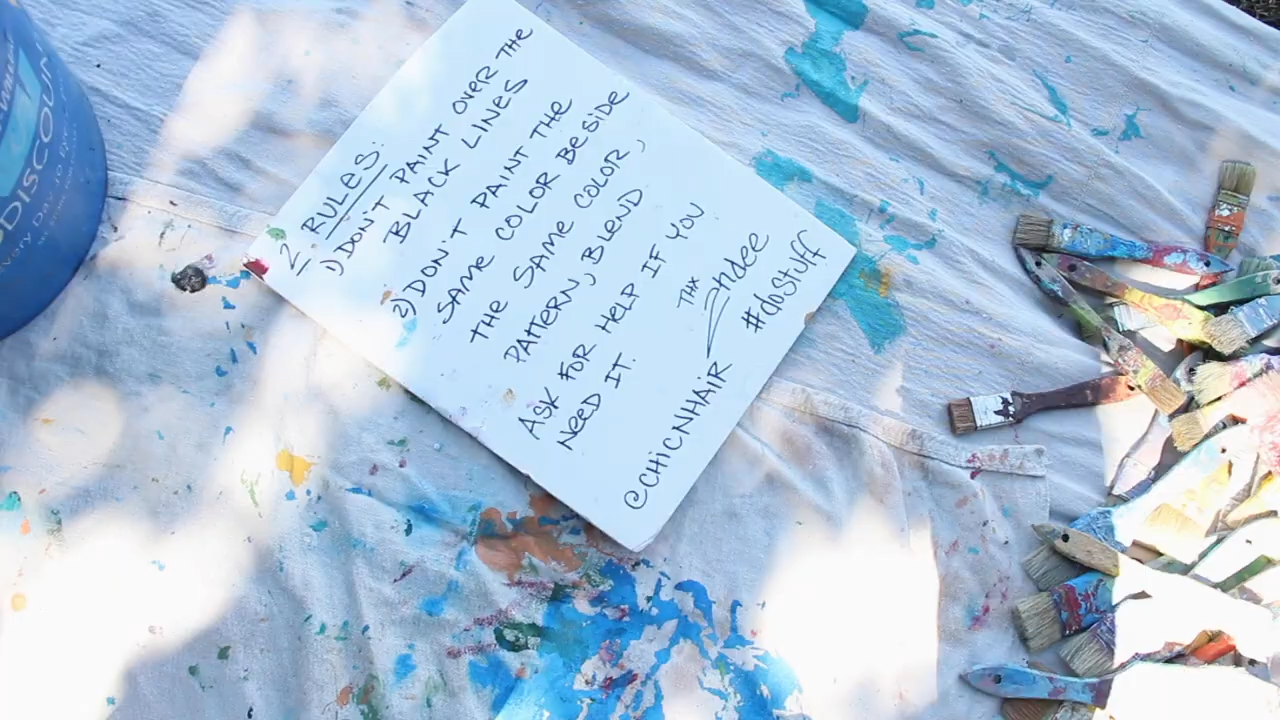 2 RULES:
1) DON'T PAINT OVER THE
BLACK LINES
2) DON'T PAINT THE
SAME COLOR BESIDE
THE SAME COLOR,
PATTERN, BLEND
ASK FOR HELP IF YOU
NEED IT.
THX
@CHICNHAIR
#doSTuff
DISCOUN